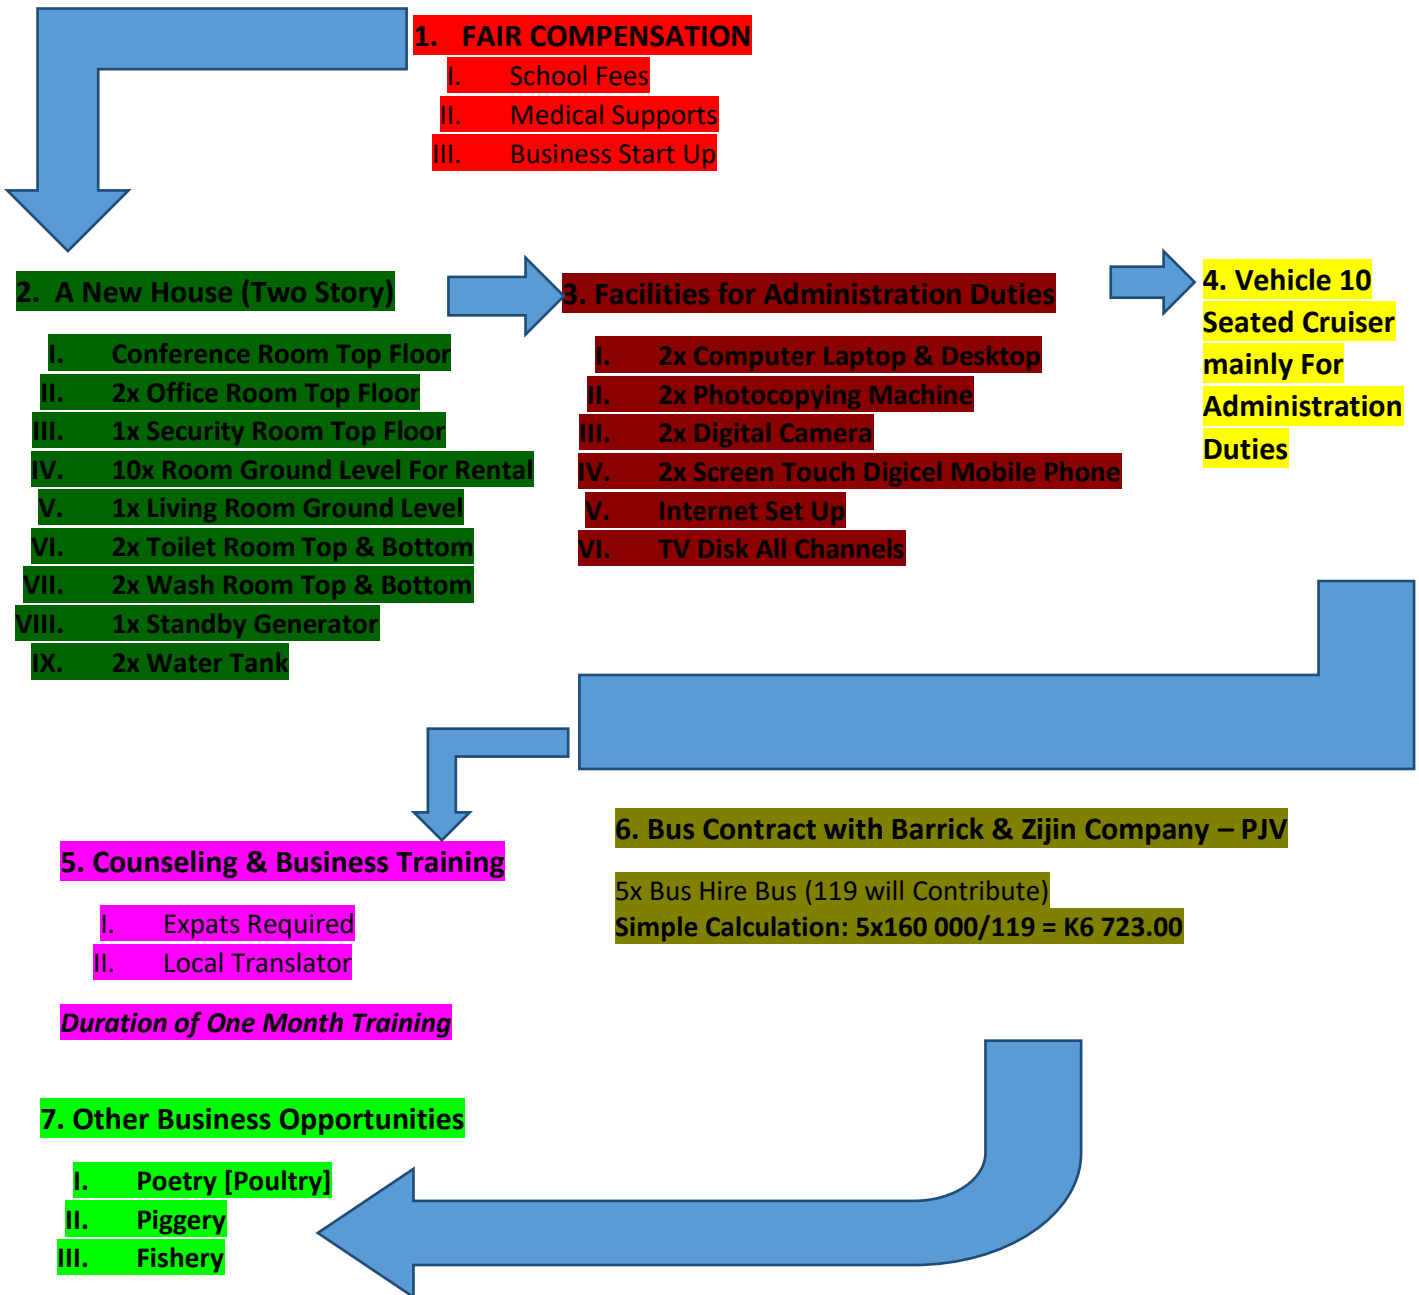 1. FAIR COMPENSATION
I. School Fees
II. Medical Supports
III. Business Start Up
2. A New House (Two Story)
I. Conference Room Top Floor
II. 2x Office Room Top Floor
III. 1x Security Room Top Floor
IV. 10x Room Ground Level For Rental
V. 1x Living Room Ground Level
VI. 2x Toilet Room Top & Bottom
VII. 2x Wash Room Top & Bottom
VIII. 1x Standby Generator
IX. 2x Water Tank
3. Facilities for Administration Duties
I. 2x Computer Laptop & Desktop
II. 2x Photocopying Machine
III. 2x Digital Camera
IV. 2x Screen Touch Digicel Mobile Phone
V. Internet Set Up
VI. TV Disk All Channels
4. Vehicle 10
Seated Cruiser
mainly For
Administration
Duties
5. Counseling & Business Training
I. Expats Required
II. Local Translator
Duration of One Month Training
6. Bus Contract with Barrick & Zijin Company – PJV
5x Bus Hire Bus (119 will Contribute)
Simple Calculation: 5x160 000/119 = K6 723.00
7. Other Business Opportunities
I. Poetry [Poultry]
II. Piggery
III. Fishery